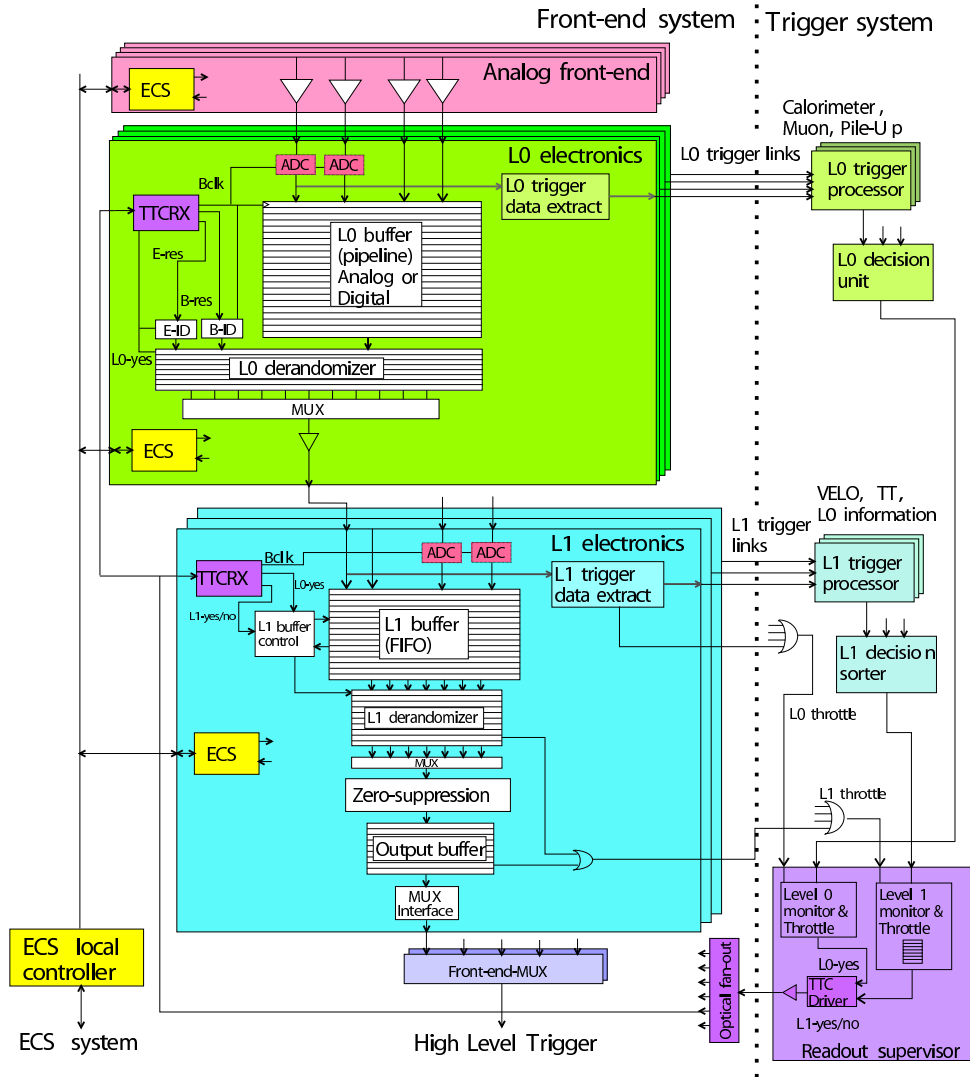 Front-end system
Trigger system
Analog front-end
ECS
Calorimeter,
Muon, Pile-Up
L0 electronics
L0 trigger links
ADC
ADC
Bclk
L0 trigger
data extract
L0 trigger
processor
TTCRX
L0 buffer
(pipeline)
Analog or
Digital
E-res
B-res
L0 decision
unit
E-ID
B-ID
L0-yes
L0 derandomizer
MUX
ECS
VELO, TT,
L0 information
L1 electronics
L1 trigger
links
Bclk
ADC
ADC
L1 trigger
data extract
L1 trigger
processor
TTCRX
L0-yes
L1-yes/no
L1 buffer
control
L1 buffer
(FIFO)
L1 decision
sorter
L1 derandomizer
L0 throttle
ECS
MUX
Zero-suppression
L1 throttle
Output buffer
MUX
Interface
Level 0
monitor &
Throttle
Level 1
monitor &
Throttle
ECS local
controller
Front-end-MUX
Optical fan-out
L0-yes
TTC
Driver
L1-yes/no
ECS system
High Level Trigger
Readout supervisor